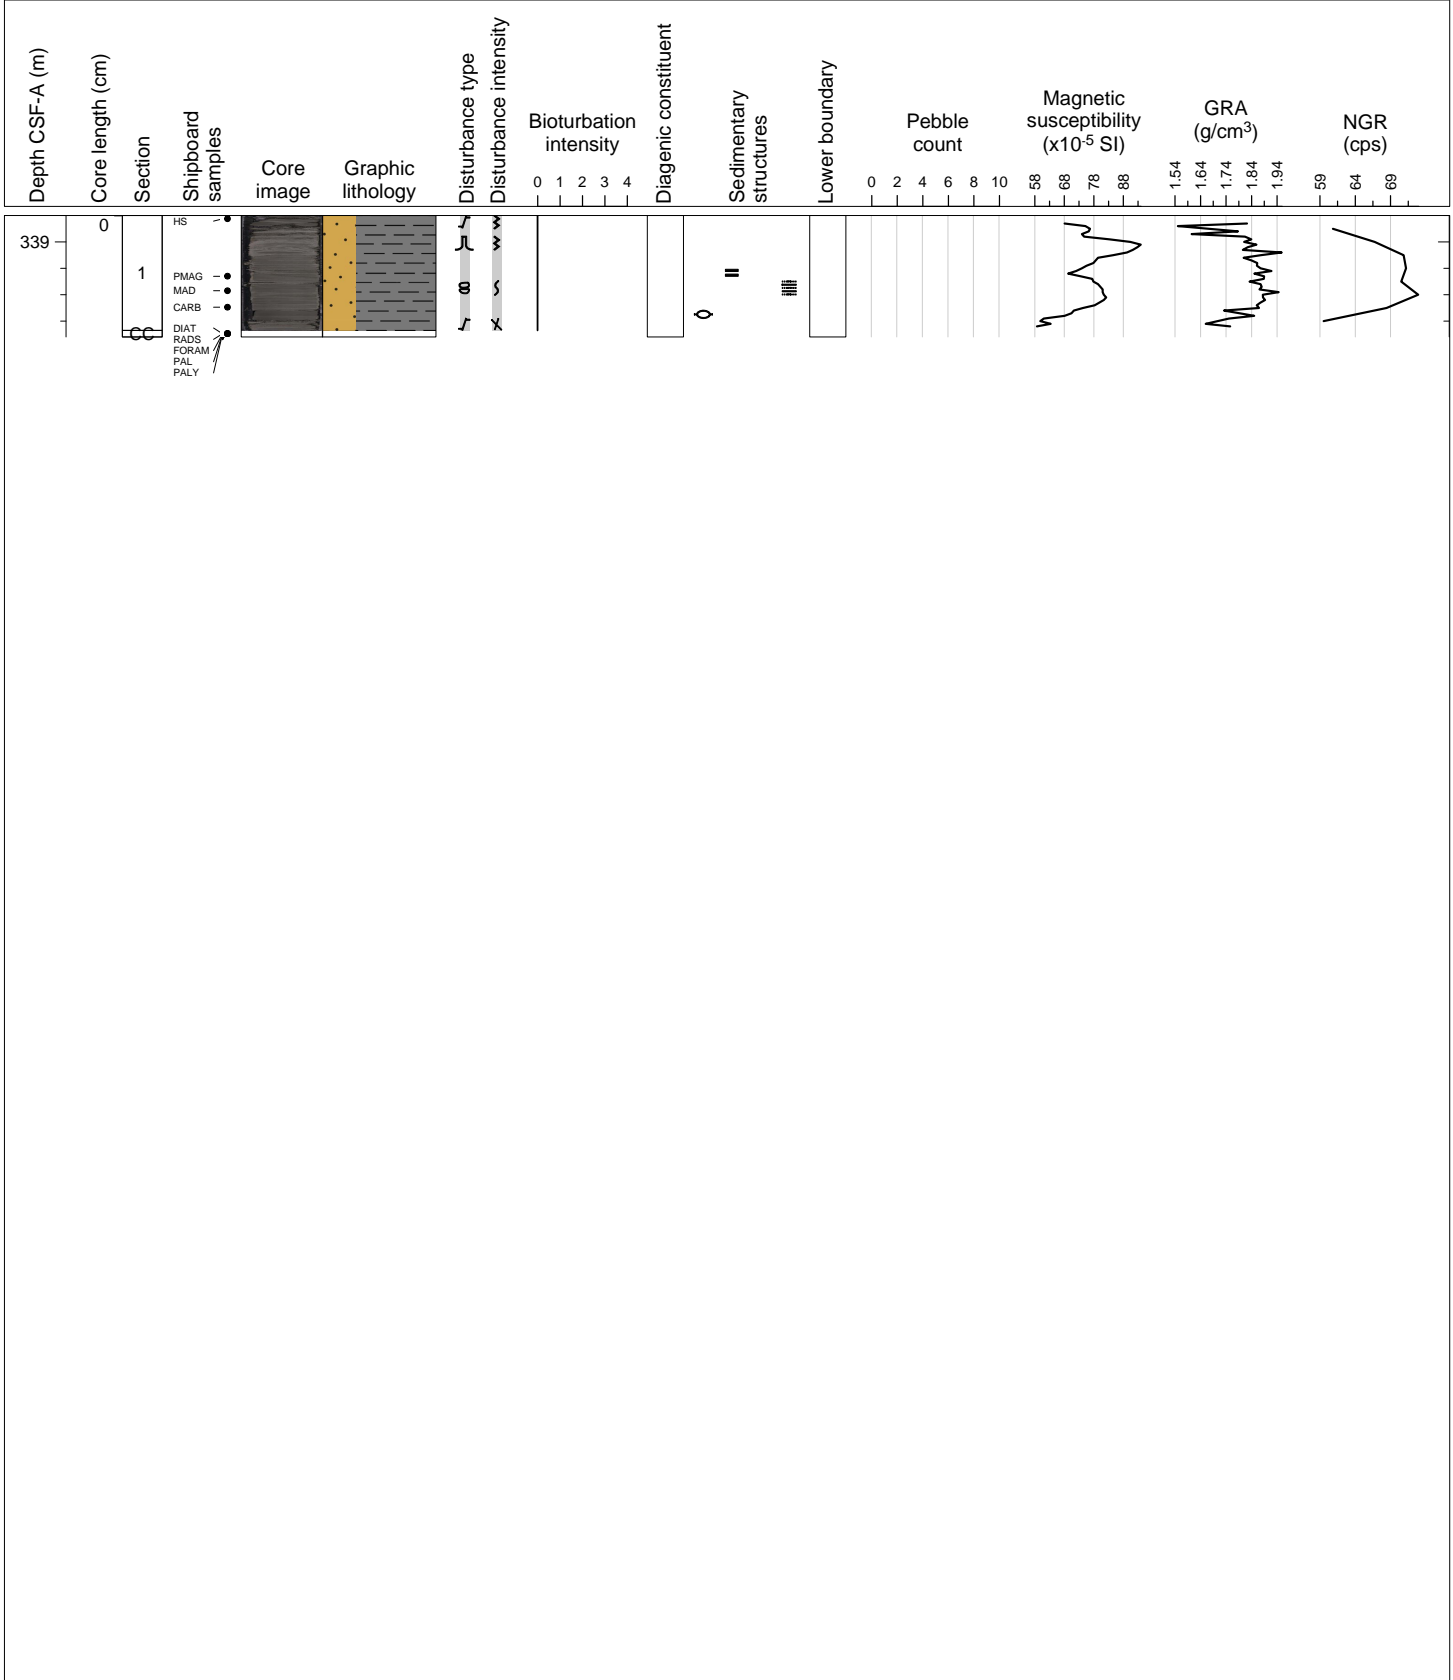 Depth CSF-A (m)
Core length (cm)
Section
Shipboard
samples
Core
image
Graphic
lithology
Disturbance type
Disturbance intensity
Bioturbation
intensity
0 1 2 3 4
Diagenic constituent
Sedimentary
structures
Lower boundary
Pebble
count
0 2 4 6 8 10
Magnetic
susceptibility
(x10-5 SI)
58 68 78 88
GRA
(g/cm3)
1.54 1.64 1.74 1.84 1.94
NGR
(cps)
59 64 69
0
339
1
CC
HS
PMAG
MAD
CARB
DIAT
RADS
FORAM
PAL
PALY